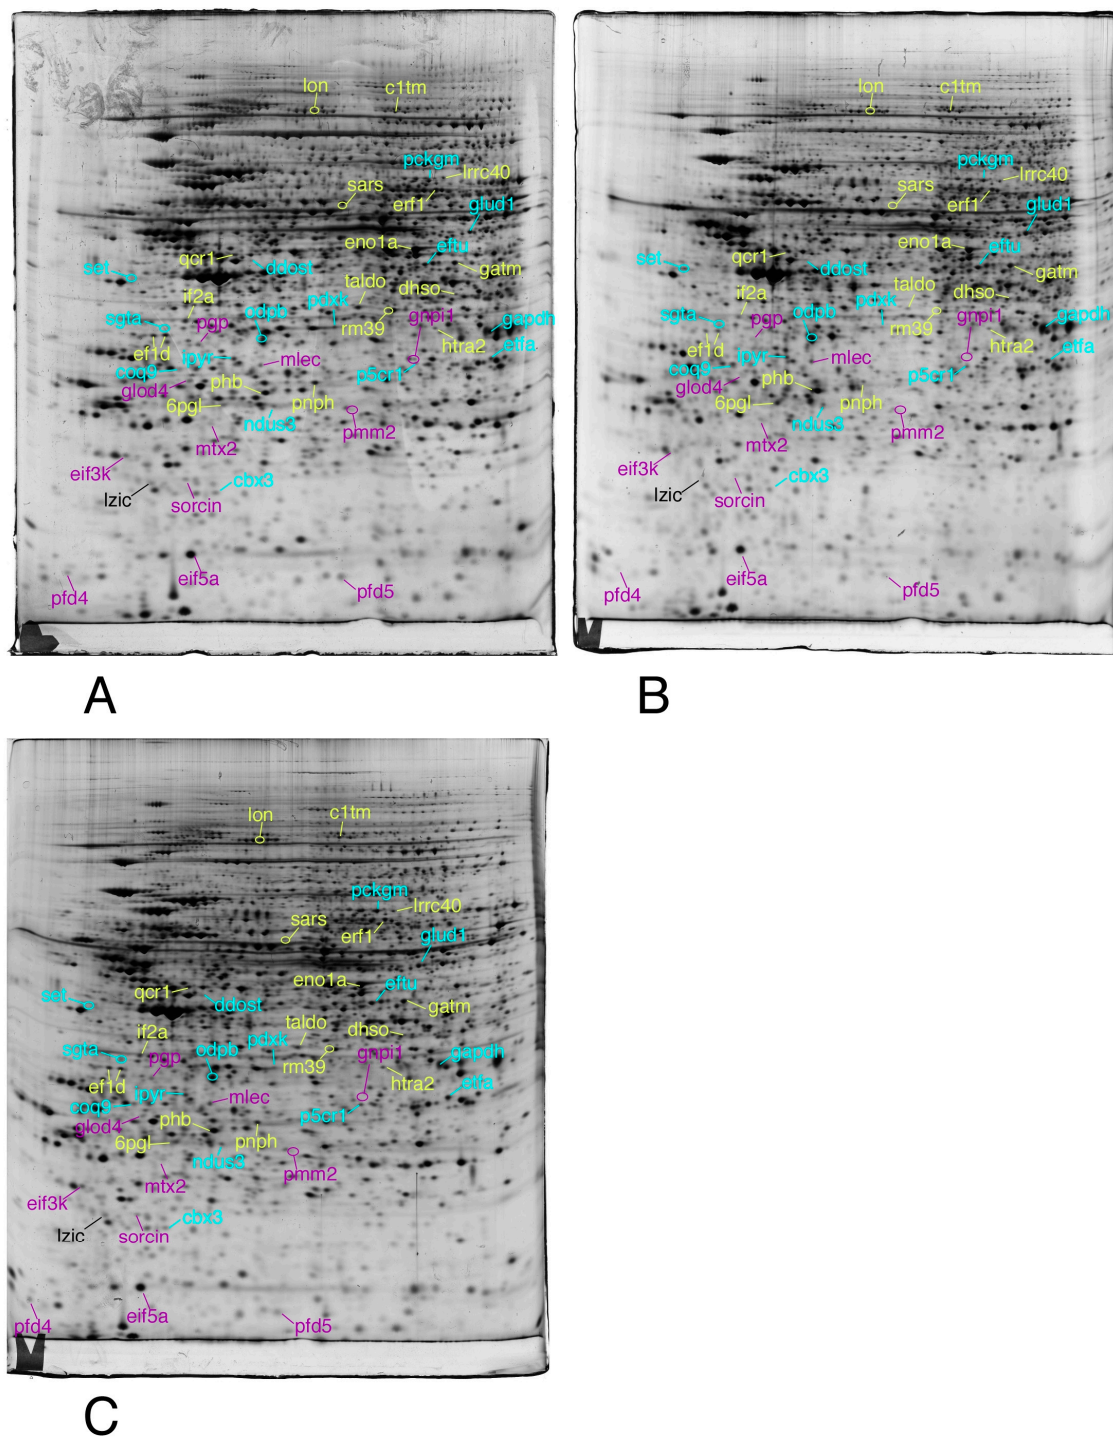 lon
c1tm
pckgm
lrrc40
sars
erf1
glud1
eno1a
eftu
qcr1
set
ddost
gatm
taldo
dhso
if2a
pdxk
odpb
gnpi1
sgta
pgp
rm39
gapdh
htra2
ef1d
ipyr
mlec
etfa
coq9
p5cr1
phb
glod4
6pgl
pnph
ndus3
pmm2
mtx2
eif3k
cbx3
lzic
sorcin
eif5a
pfd5
pfd4
A
lon
c1tm
pckgm
lrrc40
sars
erf1
glud1
eno1a
eftu
qcr1
set
ddost
gatm
taldo
dhso
if2a
pdxk
odpb
gnpi1
sgta
pgp
rm39
gapdh
htra2
ef1d
ipyr
mlec
etfa
coq9
p5cr1
phb
glod4
6pgl
pnph
ndus3
pmm2
mtx2
eif3k
cbx3
lzic
sorcin
eif5a
pfd5
pfd4
B
lon
c1tm
pckgm
lrrc40
sars
erf1
glud1
eno1a
eftu
qcr1
set
ddost
gatm
taldo
dhso
if2a
pdxk
odpb
gnpi1
sgta
pgp
rm39
gapdh
htra2
ef1d
ipyr
mlec
etfa
coq9
p5cr1
phb
glod4
6pgl
pnph
ndus3
pmm2
mtx2
eif3k
cbx3
lzic
sorcin
eif5a
pfd5
pfd4
C